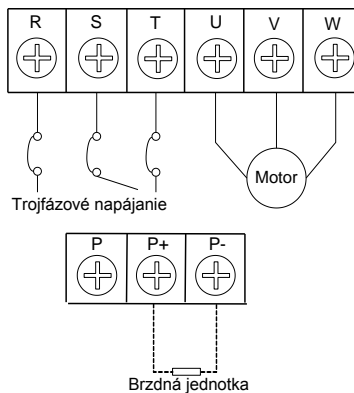 R S T U V W
Motor
Trojfázové napájanie
P P+ P-
Brzdná jednotka